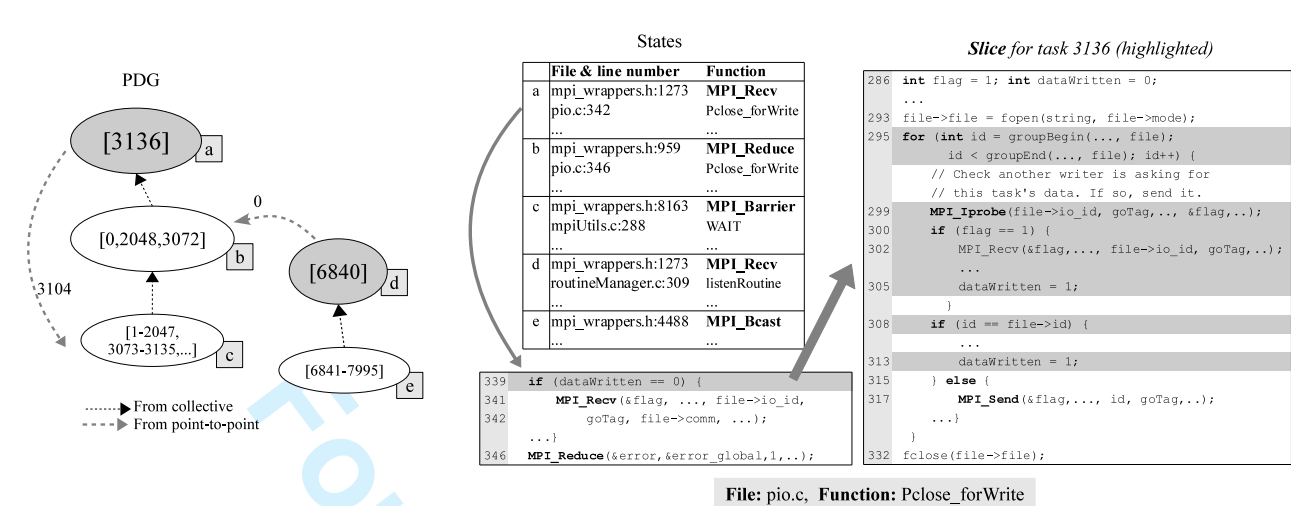 PDG
[3136]
a
[0,2048,3072]
b
0
[6840]
d
3104
[1-2047,
3073-3135,...]
c
[6841-7995]
e
From collective
From point-to-point
States
File & line number Function
a mpi_wrappers.h:1273 MPI_Recv
pio.c:342 Pclose_forWrite
... ...
b mpi_wrappers.h:959 MPI_Reduce
pio.c:346 Pclose_forWrite
... ...
c mpi_wrappers.h:8163 MPI_Barrier
mpiUtils.c:288 WAIT
... ...
d mpi_wrappers.h:1273 MPI_Recv
routineManager.c:309 listenRoutine
... ...
e mpi_wrappers.h:4488 MPI_Bcast
... ...
339 if (dataWritten == 0) {
341 MPI_Recv(&flag, ..., file->io_id,
342 goTag, file->comm, ...);
...}
346 MPI_Reduce(&error,&error_global,1,..);
Slice for task 3136 (highlighted)
286 int flag = 1; int dataWritten = 0;
...
293 file->file = fopen(string, file->mode);
295 for (int id = groupBegin(..., file);
id < groupEnd(..., file); id++) {
// Check another writer is asking for
// this task's data. If so, send it.
299 MPI_Iprobe(file->io_id, goTag,.., &flag,..);
300 if (flag == 1) {
302 MPI_Recv(&flag,..., file->io_id, goTag,..);
...
305 dataWritten = 1;
}
308 if (id == file->id) {
...
313 dataWritten = 1;
315 } else {
317 MPI_Send(&flag,..., id, goTag,..);
...}
}
332 fclose(file->file);
File: pio.c, Function: Pclose_forWrite
Fo